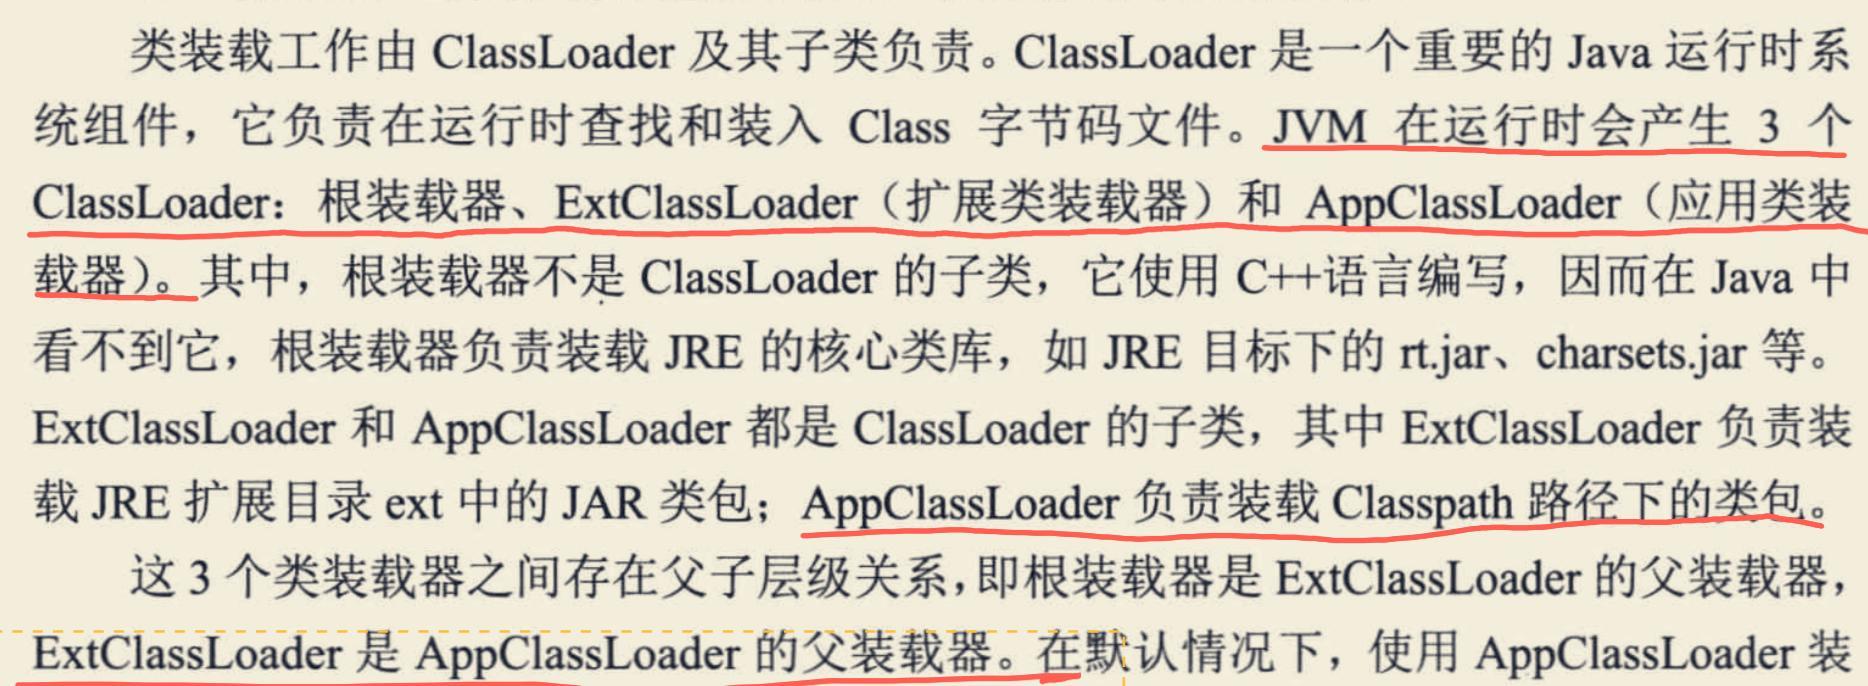 类装载工作由 ClassLoader 及其子类负责。ClassLoader 是一个重要的 Java 运行时系
统组件，它负责在运行时查找和装入 Class 字节码文件。JVM 在运行时会产生 3 个
ClassLoader：根装载器、ExtClassLoader（扩展类装载器）和 AppClassLoader（应用类装
载器）。其中，根装载器不是 ClassLoader 的子类，它使用 C++语言编写，因而在 Java 中
看不到它，根装载器负责装载 JRE 的核心类库，如 JRE 目标下的 rt.jar、charsets.jar 等。
ExtClassLoader 和 AppClassLoader 都是 ClassLoader 的子类，其中 ExtClassLoader 负责装
载 JRE 扩展目录 ext 中的 JAR 类包；AppClassLoader 负责装载 Classpath 路径下的类包。
这 3 个类装载器之间存在父子层级关系，即根装载器是 ExtClassLoader 的父装载器，
ExtClassLoader 是 AppClassLoader 的父装载器。在默认情况下，使用 AppClassLoader 装